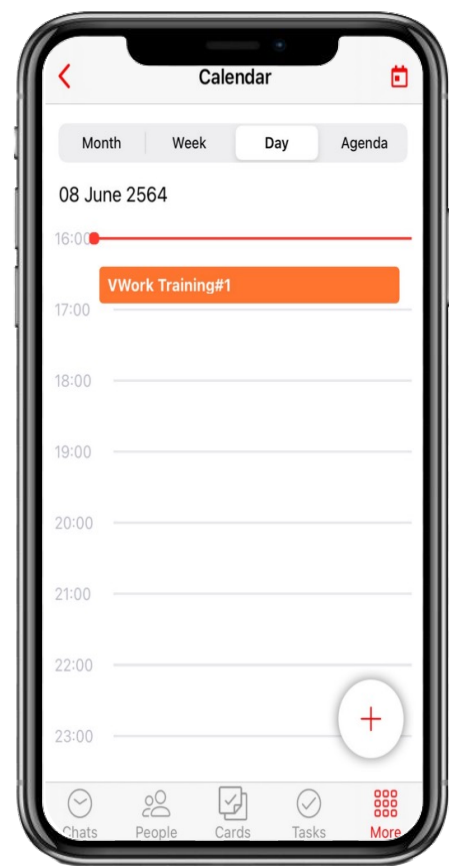 Calendar
Month Week Day Agenda
08 June 2564
16:00
VWork Training#1
17:00
18:00
19:00
20:00
21:00
22:00
23:00
Chats People Cards Tasks More